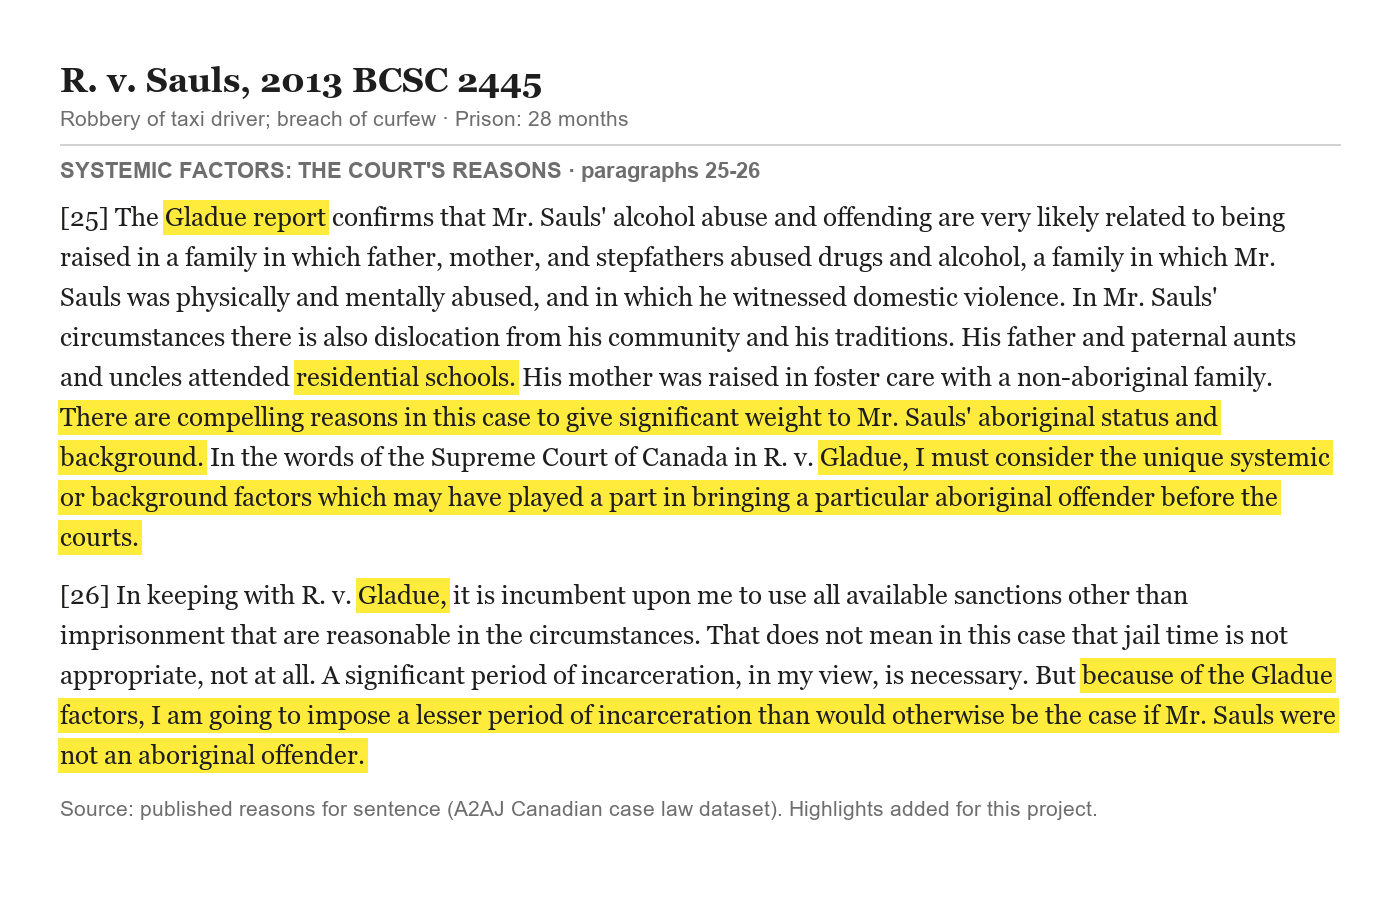 R. v. Sauls, 2013 BCSC 2445
Robbery of taxi driver; breach of curfew · Prison: 28 months
SYSTEMIC FACTORS: THE COURT'S REASONS · paragraphs 25-26
[25] The Gladue report confirms that Mr. Sauls' alcohol abuse and offending are very likely related to being
raised in a family in which father, mother, and stepfathers abused drugs and alcohol, a family in which Mr.
Sauls was physically and mentally abused, and in which he witnessed domestic violence. In Mr. Sauls'
circumstances there is also dislocation from his community and his traditions. His father and paternal aunts
and uncles attended residential schools. His mother was raised in foster care with a non-aboriginal family.
There are compelling reasons in this case to give significant weight to Mr. Sauls' aboriginal status and
background. In the words of the Supreme Court of Canada in R. v. Gladue, I must consider the unique systemic
or background factors which may have played a part in bringing a particular aboriginal offender before the
courts.
[26] In keeping with R. v. Gladue, it is incumbent upon me to use all available sanctions other than
imprisonment that are reasonable in the circumstances. That does not mean in this case that jail time is not
appropriate, not at all. A significant period of incarceration, in my view, is necessary. But because of the Gladue
factors, I am going to impose a lesser period of incarceration than would otherwise be the case if Mr. Sauls were
not an aboriginal offender.
Source: published reasons for sentence (A2AJ Canadian case law dataset). Highlights added for this project.